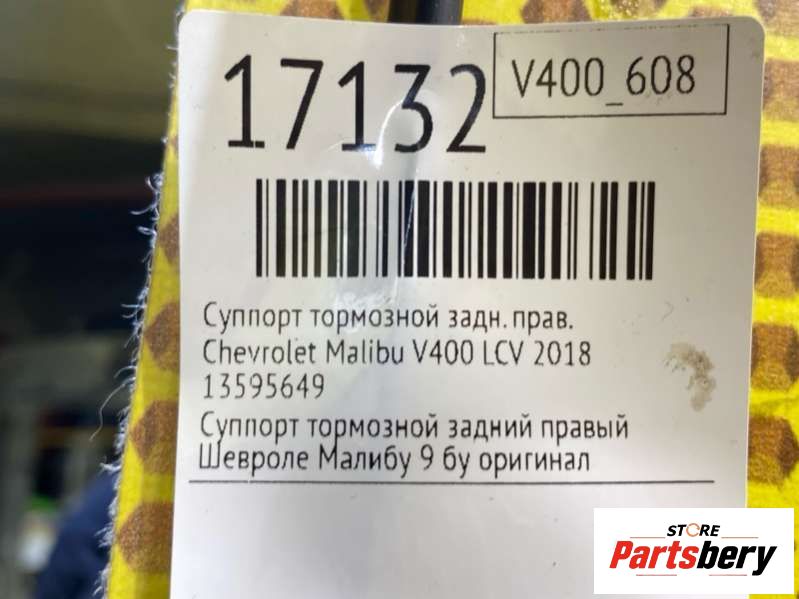 17132
V400_608
Суппорт тормозной задн. прав.
Chevrolet Malibu V400 LCV 2018
13595649
Суппорт тормозной задний правый
Шевроле Малибу 9 бу оригинал
STORE
Partsbery